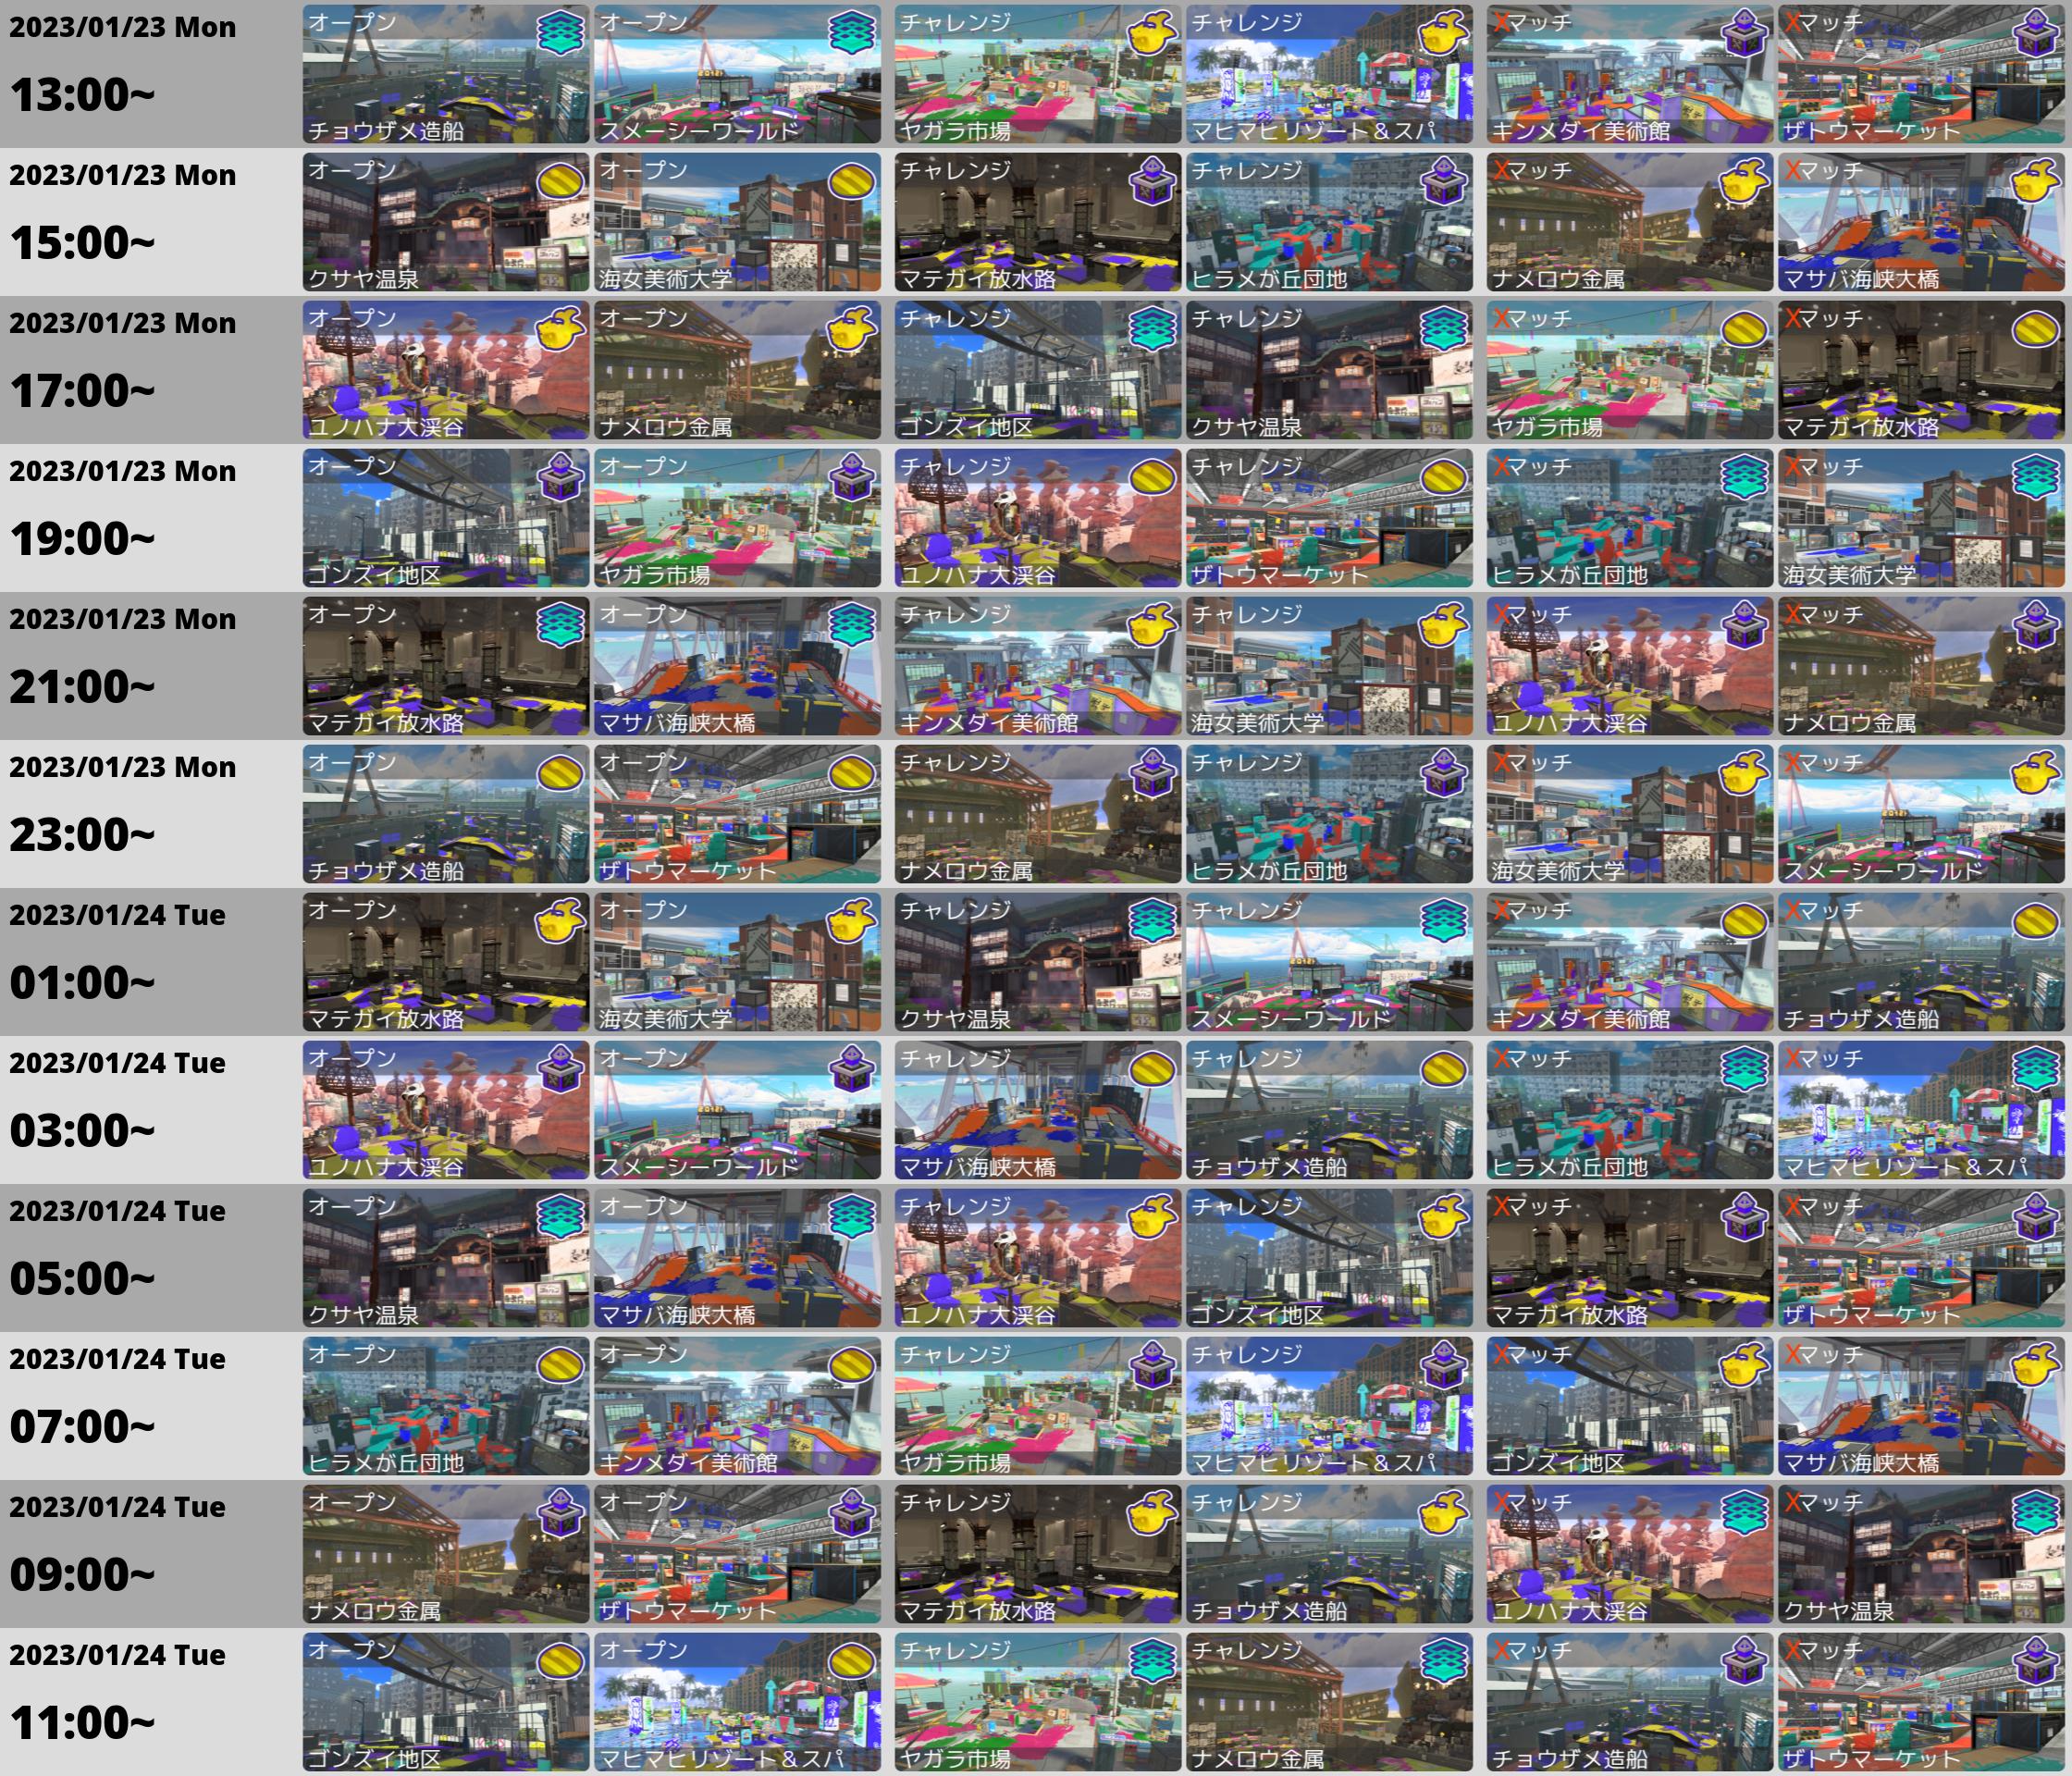 2023/01/23 Mon
13:00~
オープン
チョウザメ造船
オープン
スメーシーワールド
チャレンジ
ヤガラ市場
チャレンジ
マヒマヒリゾート＆スパ
Xマッチ
キンメダイ美術館
Xマッチ
ザトウマーケット
2023/01/23 Mon
15:00~
オープン
クサヤ温泉
オープン
海女美術大学
チャレンジ
マテガイ放水路
チャレンジ
ヒラメが丘団地
Xマッチ
ナメロウ金属
Xマッチ
マサバ海峡大橋
2023/01/23 Mon
17:00~
オープン
ユノハナ大渓谷
オープン
ナメロウ金属
チャレンジ
ゴンズイ地区
チャレンジ
クサヤ温泉
Xマッチ
ヤガラ市場
Xマッチ
マテガイ放水路
2023/01/23 Mon
19:00~
オープン
ゴンズイ地区
オープン
ヤガラ市場
チャレンジ
ユノハナ大渓谷
チャレンジ
ザトウマーケット
Xマッチ
ヒラメが丘団地
Xマッチ
海女美術大学
2023/01/23 Mon
21:00~
オープン
マテガイ放水路
オープン
マサバ海峡大橋
チャレンジ
キンメダイ美術館
チャレンジ
海女美術大学
Xマッチ
ユノハナ大渓谷
Xマッチ
ナメロウ金属
2023/01/23 Mon
23:00~
オープン
チョウザメ造船
オープン
ザトウマーケット
チャレンジ
ナメロウ金属
チャレンジ
ヒラメが丘団地
Xマッチ
海女美術大学
Xマッチ
スメーシーワールド
2023/01/24 Tue
01:00~
オープン
マテガイ放水路
オープン
海女美術大学
チャレンジ
クサヤ温泉
チャレンジ
スメーシーワールド
Xマッチ
キンメダイ美術館
Xマッチ
チョウザメ造船
2023/01/24 Tue
03:00~
オープン
ユノハナ大渓谷
オープン
スメーシーワールド
チャレンジ
マサバ海峡大橋
チャレンジ
チョウザメ造船
Xマッチ
ヒラメが丘団地
Xマッチ
マヒマヒリゾート＆スパ
2023/01/24 Tue
05:00~
オープン
クサヤ温泉
オープン
マサバ海峡大橋
チャレンジ
ユノハナ大渓谷
チャレンジ
ゴンズイ地区
Xマッチ
マテガイ放水路
Xマッチ
ザトウマーケット
2023/01/24 Tue
07:00~
オープン
ヒラメが丘団地
オープン
キンメダイ美術館
チャレンジ
ヤガラ市場
チャレンジ
マヒマヒリゾート＆スパ
Xマッチ
ゴンズイ地区
Xマッチ
マサバ海峡大橋
2023/01/24 Tue
09:00~
オープン
ナメロウ金属
オープン
ザトウマーケット
チャレンジ
マテガイ放水路
チャレンジ
チョウザメ造船
Xマッチ
ユノハナ大渓谷
Xマッチ
クサヤ温泉
2023/01/24 Tue
11:00~
オープン
ゴンズイ地区
オープン
マヒマヒリゾート＆スパ
チャレンジ
ヤガラ市場
チャレンジ
ナメロウ金属
Xマッチ
チョウザメ造船
Xマッチ
ザトウマーケット